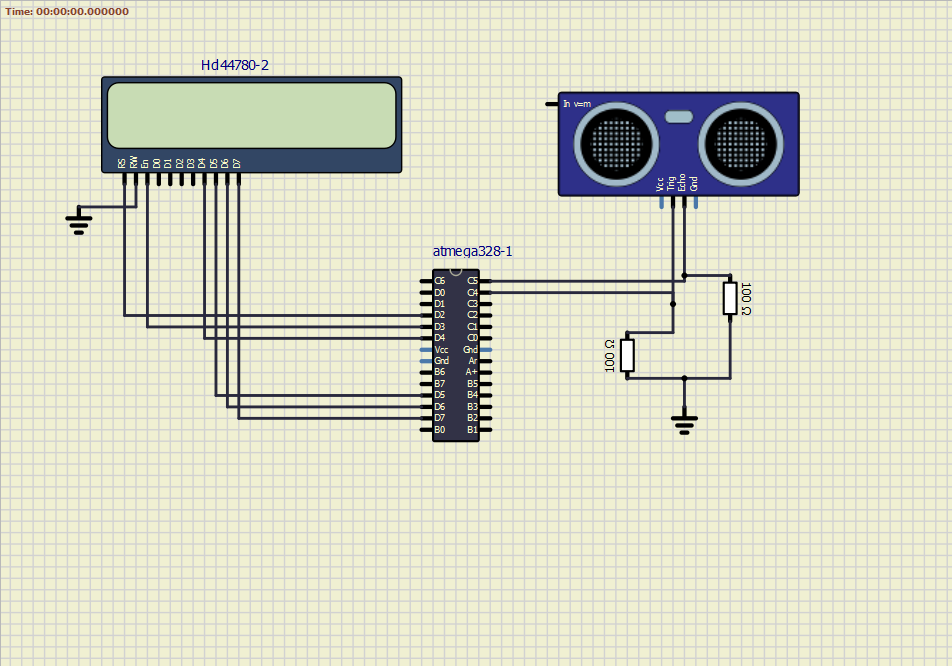 Time: 00:00:00.000000
Hd44780-2
RS RW En D0 D1 D2 D3 D4 D5 D6 D7
In v=m
Vcc Trig Echo Gnd
atmega328-1
C6 C5
D0 C4
D1 C3
D2 C2
D3 C1
D4 C0
Vcc Gnd
Gnd Ar
B6 A+
B7 B5
D5 B4
D6 B3
D7 B2
B0 B1
100 Ω
100 Ω